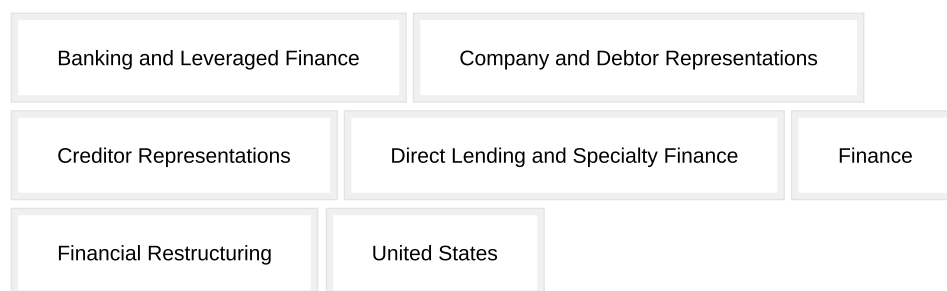 Banking and Leveraged Finance Company and Debtor Representations
Creditor Representations Direct Lending and Specialty Finance Finance
Financial Restructuring United States